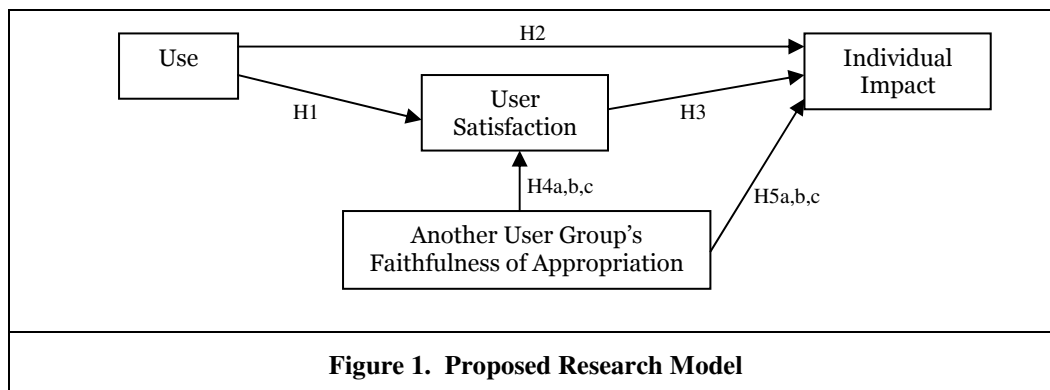 H2
Use
Individual
Impact
User
Satisfaction
H1
H3
H4a,b,c
H5a,b,c
Another User Group's
Faithfulness of Appropriation
Figure 1. Proposed Research Model